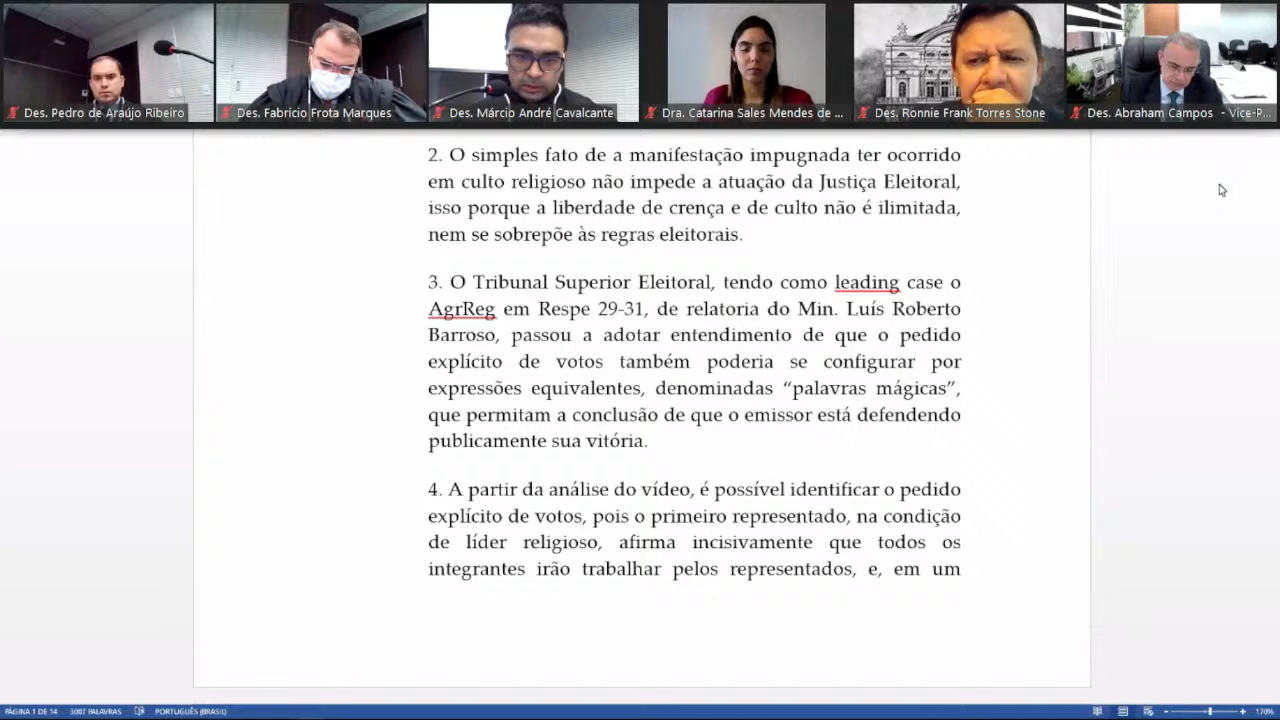 Des. Pedro de Araújo Ribeiro
Des. Fabricio Frota Marques
Des. Márcio André Cavalcante
Dra. Catarina Sales Mendes de ...
Des. Ronnie Frank Torres Stone
Des. Abraham Campos - Vice-P...
2. O simples fato de a manifestação impugnada ter ocorrido
em culto religioso não impede a atuação da Justiça Eleitoral,
isso porque a liberdade de crença e de culto não é ilimitada,
nem se sobrepõe às regras eleitorais.
3. O Tribunal Superior Eleitoral, tendo como leading case o
AgrReg em Respe 29-31, de relatoria do Min. Luís Roberto
Barroso, passou a adotar entendimento de que o pedido
explícito de votos também poderia se configurar por
expressões equivalentes, denominadas “palavras mágicas”,
que permitam a conclusão de que o emissor está defendendo
publicamente sua vitória.
4. A partir da análise do vídeo, é possível identificar o pedido
explícito de votos, pois o primeiro representado, na condição
de líder religioso, afirma incisivamente que todos os
integrantes irão trabalhar pelos representados, e, em um
PÁGINA 1 DE 14 3007 PALAVRAS PORTUGUÊS (BRASIL) 170%